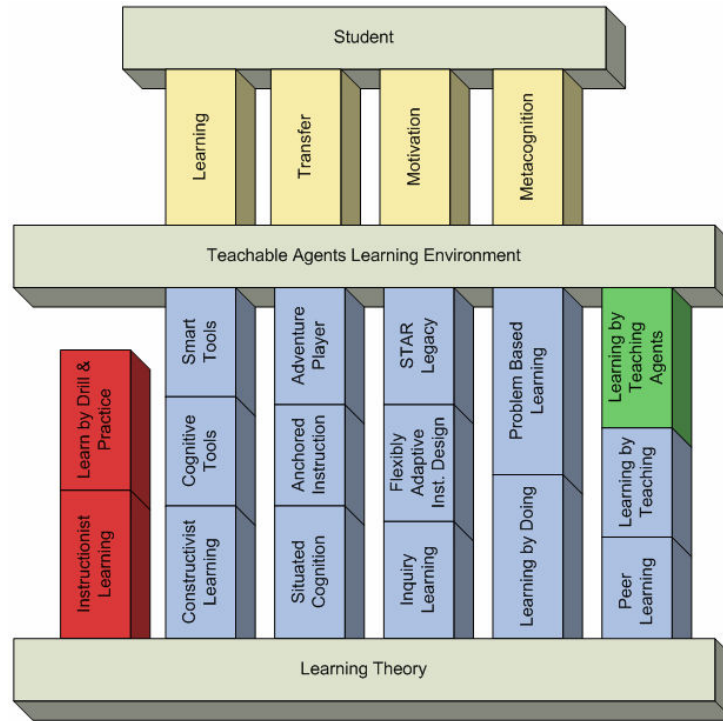 Student
Learning
Transfer
Motivation
Metacognition
Teachable Agents Learning Environment
Learn by Drill &
Practice
Instructionist
Learning
Smart
Tools
Cognitive
Tools
Constructivist
Learning
Adventure
Player
Anchored
Instruction
Situated
Cognition
STAR
Legacy
Flexibly
Adaptive
Inst. Design
Inquiry
Learning
Problem Based
Learning
Learning by Doing
Learning by
Teaching
Agents
Learning by
Teaching
Peer
Learning
Learning Theory